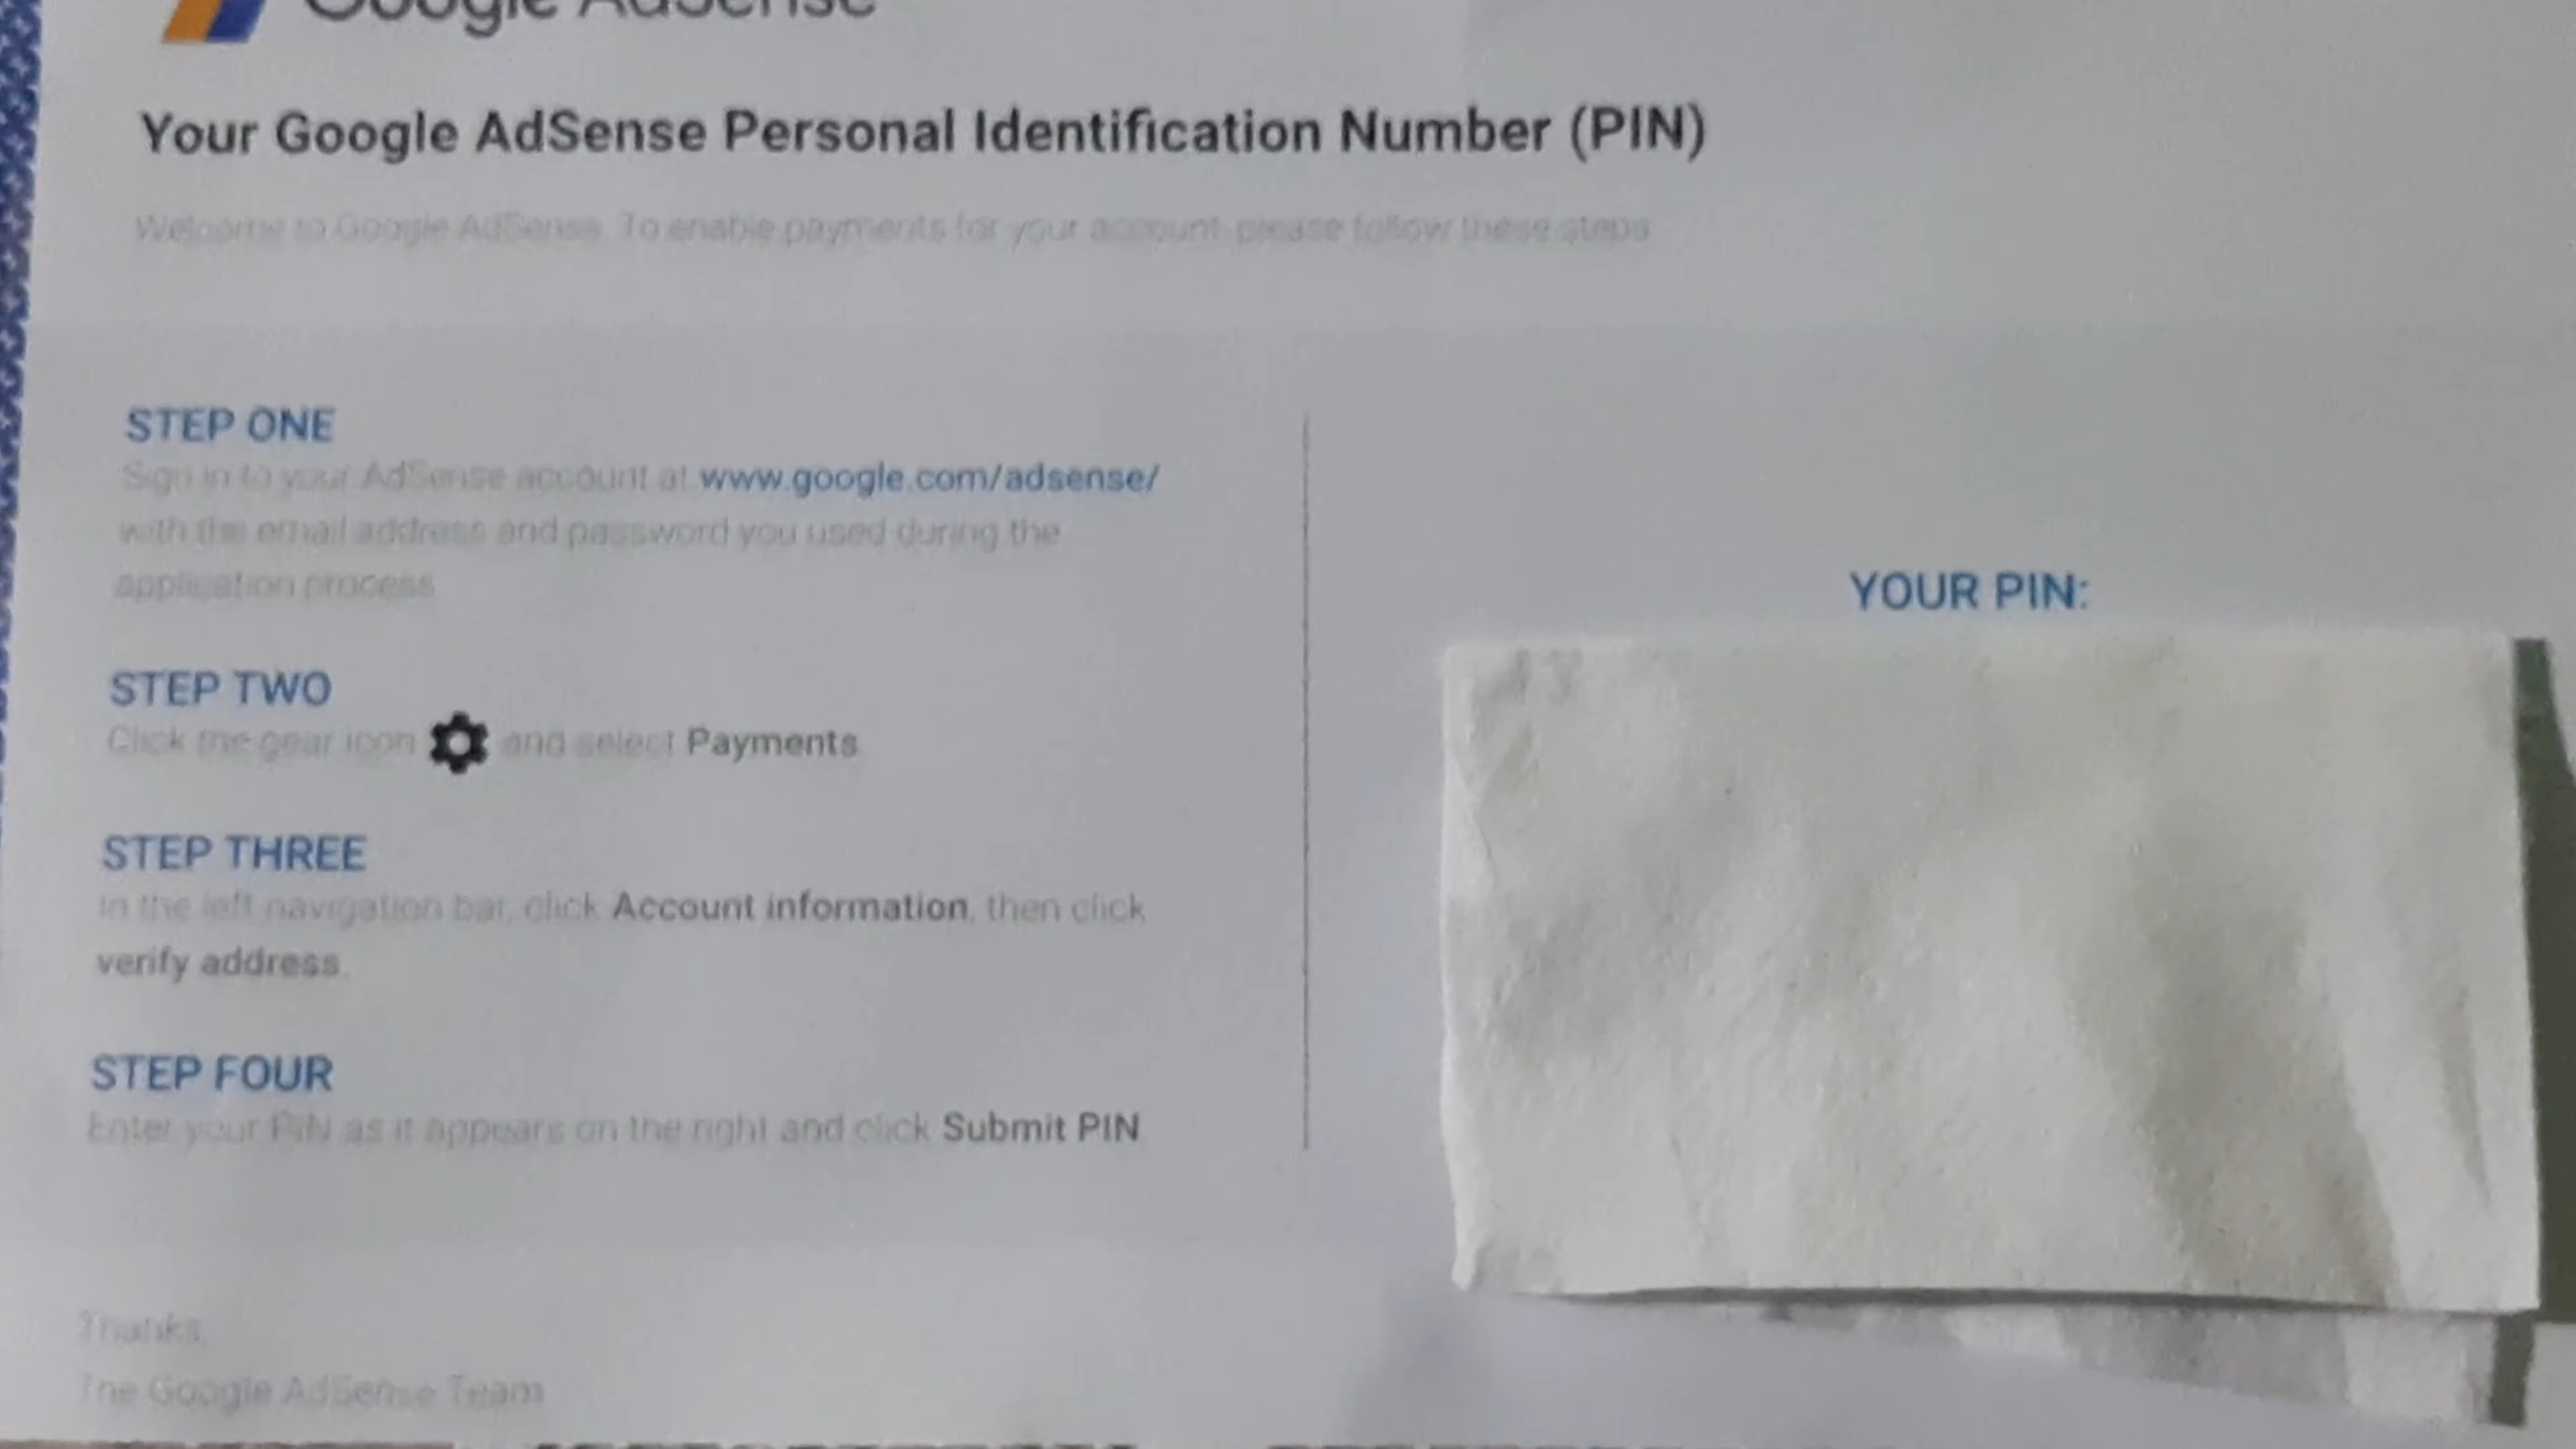 Google AdSense
Your Google AdSense Personal Identification Number (PIN)
Welcome to Google AdSense. To enable payments for your account, please follow these steps
STEP ONE
Sign in to your AdSense account at www.google.com/adsense/
with the email address and password you used during the
application process
STEP TWO
Click the gear icon and select Payments
STEP THREE
In the left navigation bar, click Account information, then click
verify address.
STEP FOUR
Enter your PIN as it appears on the right and click Submit PIN
Thanks,
The Google AdSense Team
YOUR PIN: